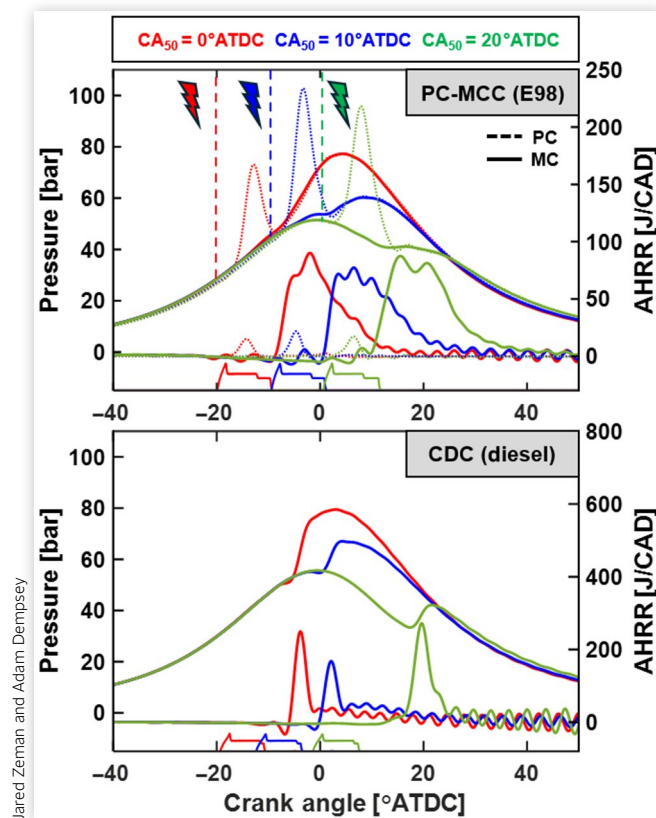 CA₅₀ = 0°ATDC CA₅₀ = 10°ATDC CA₅₀ = 20°ATDC
PC-MCC (E98)
PC
MC
Pressure [bar]
100
80
60
40
20
0
AHRR [J/CAD]
250
200
150
100
50
0
−40 −20 0 20 40
CDC (diesel)
Pressure [bar]
100
80
60
40
20
0
AHRR [J/CAD]
800
600
400
200
0
−40 −20 0 20 40
Crank angle [°ATDC]
Jared Zeman and Adam Dempsey